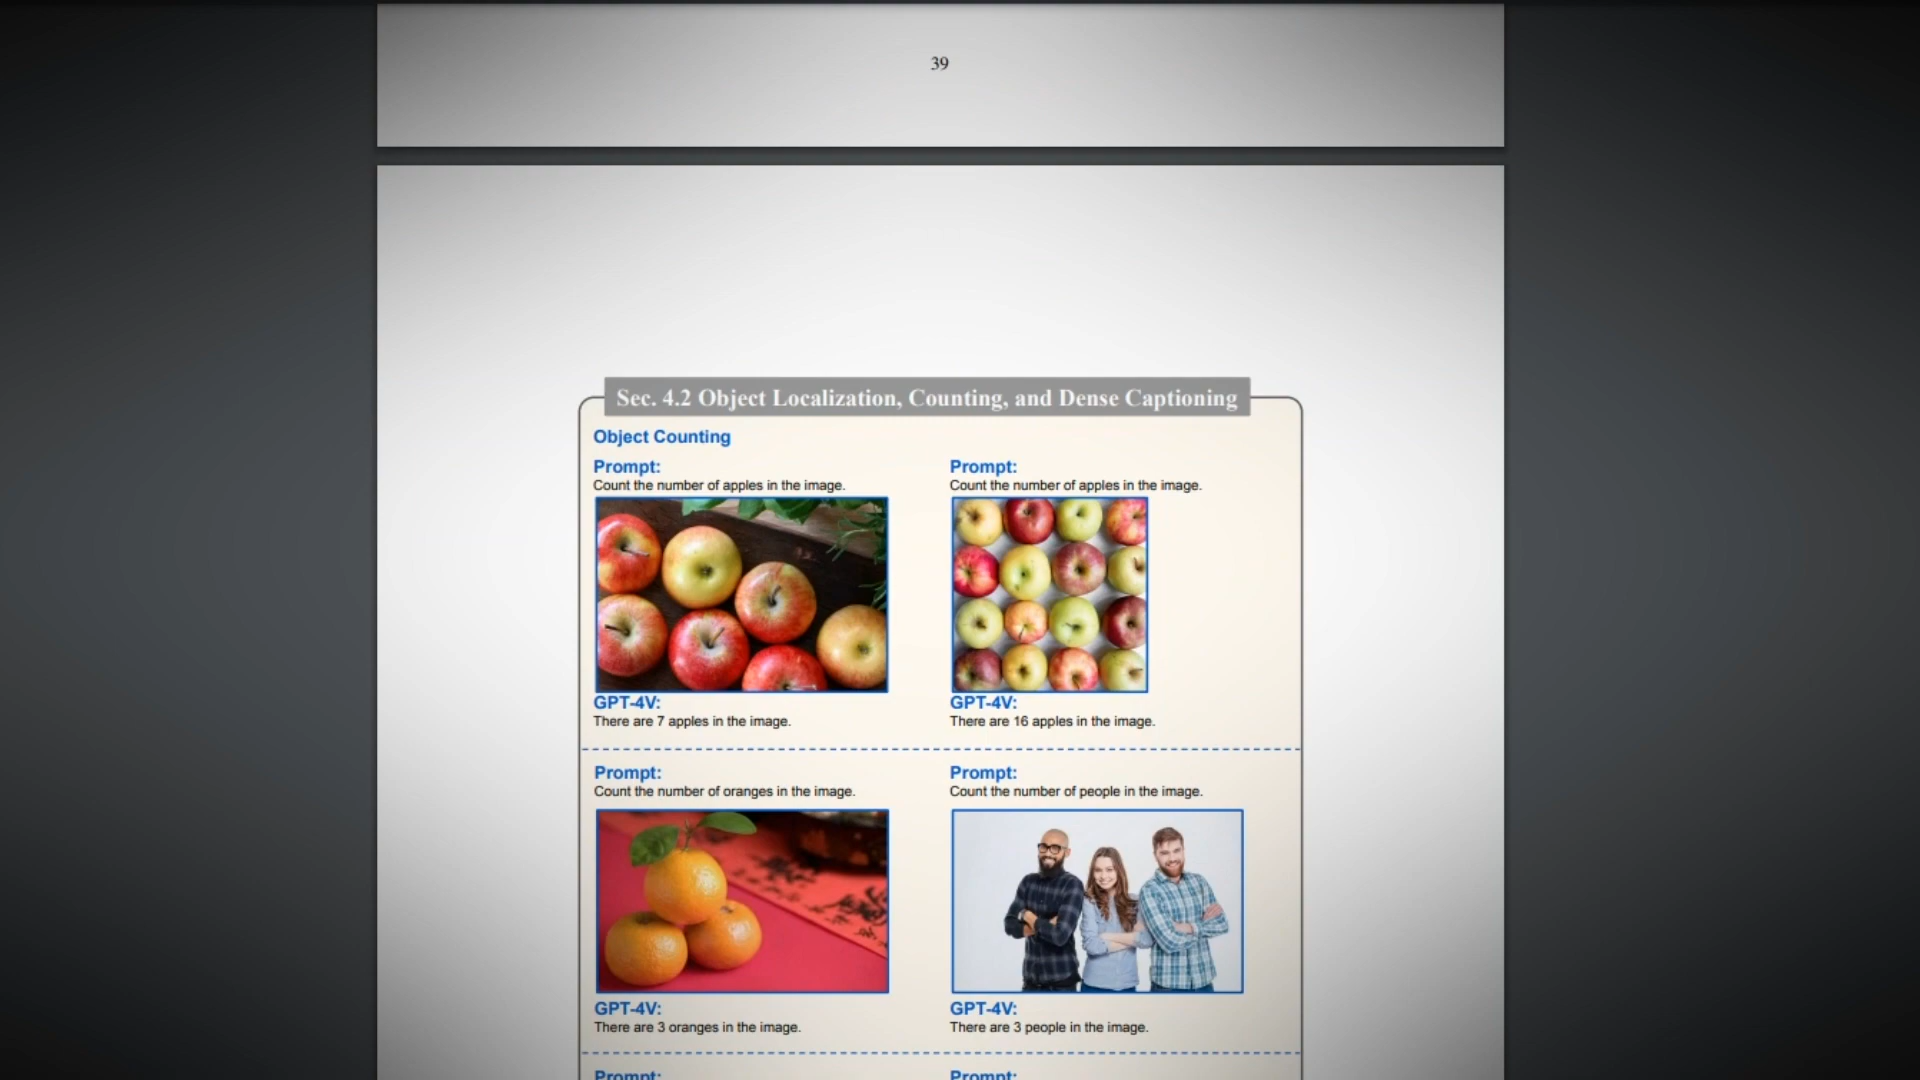 39
Sec. 4.2 Object Localization, Counting, and Dense Captioning
Object Counting
Prompt:
Count the number of apples in the image.
GPT-4V:
There are 7 apples in the image.
Prompt:
Count the number of apples in the image.
GPT-4V:
There are 16 apples in the image.
Prompt:
Count the number of oranges in the image.
GPT-4V:
There are 3 oranges in the image.
Prompt:
Count the number of people in the image.
GPT-4V:
There are 3 people in the image.
Prompt:
Prompt: